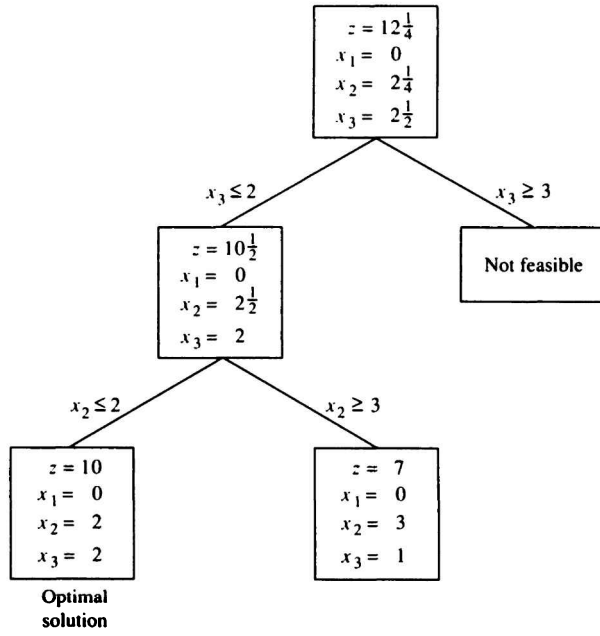 z = 12 1/4
x₁ = 0
x₂ = 2 1/4
x₃ = 2 1/2
x₃ ≤ 2
x₃ ≥ 3
z = 10 1/2
x₁ = 0
x₂ = 2 1/2
x₃ = 2
Not feasible
x₂ ≤ 2
x₂ ≥ 3
z = 10
x₁ = 0
x₂ = 2
x₃ = 2
z = 7
x₁ = 0
x₂ = 3
x₃ = 1
Optimal
solution